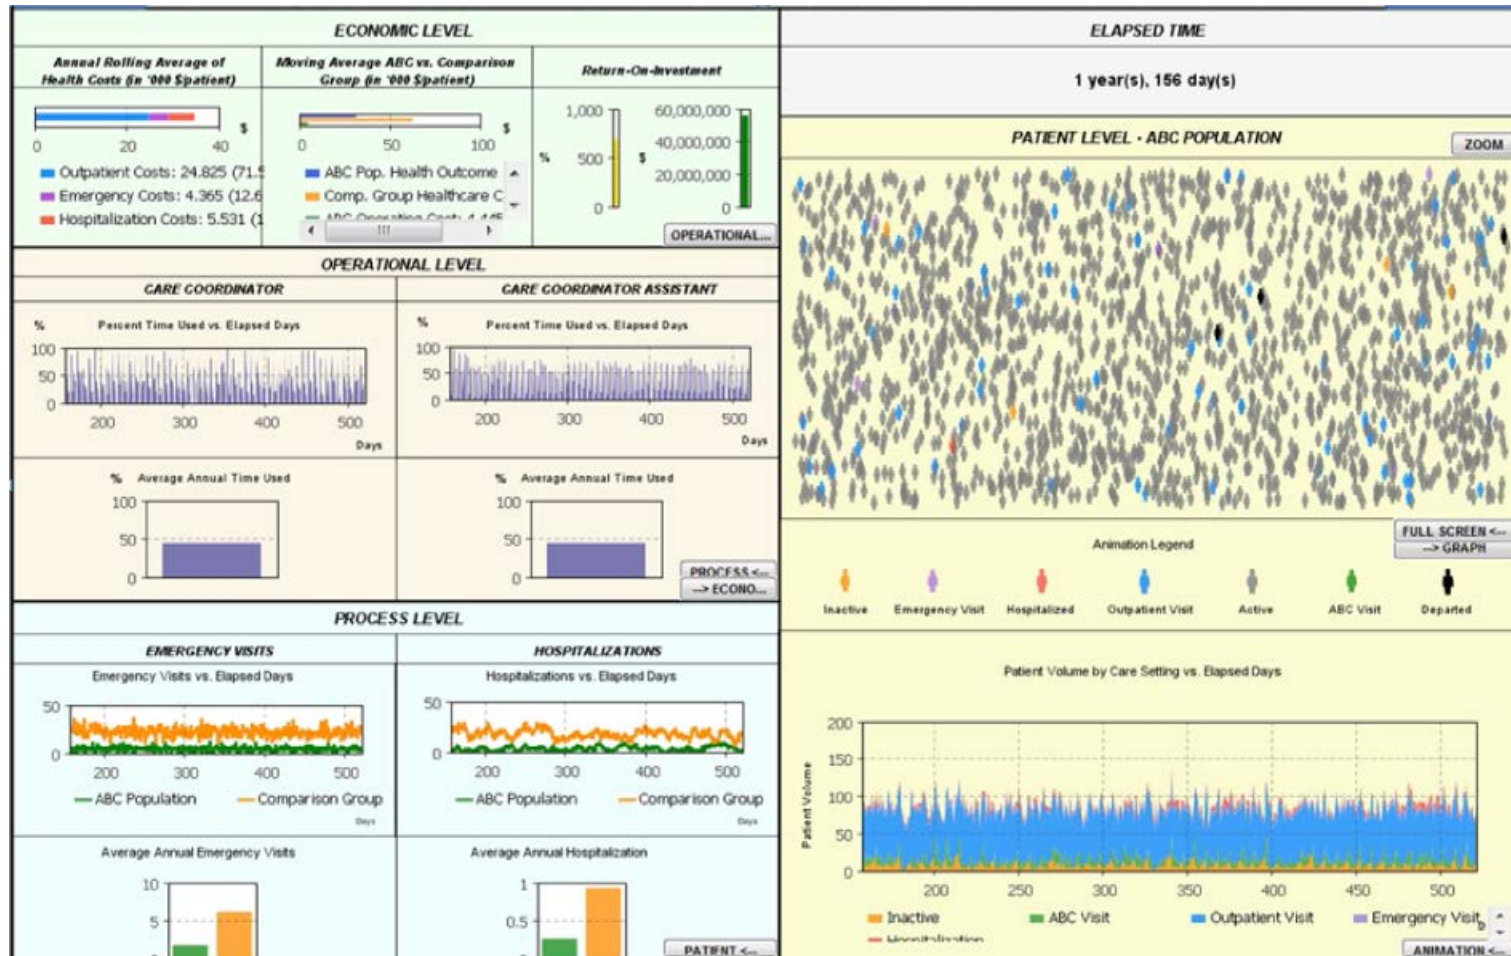 ECONOMIC LEVEL
Annual Rolling Average of
Health Costs (in '000 $/patient)
0
20
40
$
Outpatient Costs: 24.825 (71.5
Emergency Costs: 4.365 (12.6
Hospitalization Costs: 5.531 (1
Moving Average ABC vs. Comparison
Group (in '000 $/patient)
0
50
100
$
ABC Pop. Health Outcome
Comp. Group Healthcare C
ABC Operating Cost: 4.445
Return-On-Investment
1,000
500
0
%
60,000,000
40,000,000
20,000,000
0
$
OPERATIONAL...
OPERATIONAL LEVEL
CARE COORDINATOR
% Percent Time Used vs. Elapsed Days
100
50
0
200 300 400 500
Days
% Average Annual Time Used
100
50
0
CARE COORDINATOR ASSISTANT
% Percent Time Used vs. Elapsed Days
100
50
0
200 300 400 500
Days
% Average Annual Time Used
100
50
0
PROCESS <--
--> ECONO...
PROCESS LEVEL
EMERGENCY VISITS
Emergency Visits vs. Elapsed Days
50
0
200 300 400 500
ABC Population Comparison Group
Days
Average Annual Emergency Visits
10
5
HOSPITALIZATIONS
Hospitalizations vs. Elapsed Days
50
0
200 300 400 500
ABC Population Comparison Group
Days
Average Annual Hospitalization
1
0.5
PATIENT <--
ELAPSED TIME
1 year(s), 156 day(s)
PATIENT LEVEL - ABC POPULATION
ZOOM
FULL SCREEN <--
--> GRAPH
Animation Legend
Inactive Emergency Visit Hospitalized Outpatient Visit Active ABC Visit Departed
Patient Volume by Care Setting vs. Elapsed Days
Patient Volume
200
150
100
50
0
200 250 300 350 400 450 500
Inactive ABC Visit Outpatient Visit Emergency Visit
Hospitalization
ANIMATION <--